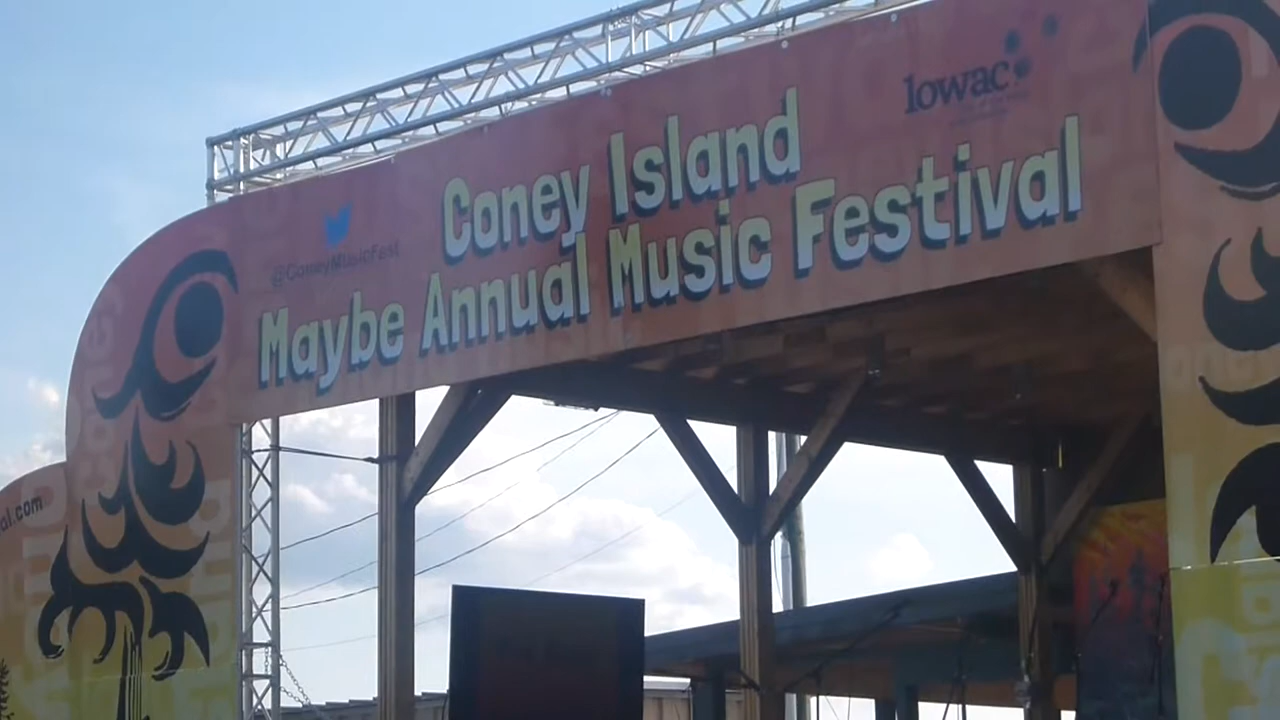 lowac
Coney Island
@ConeyMusicFest
Maybe Annual Music Festival
al.com